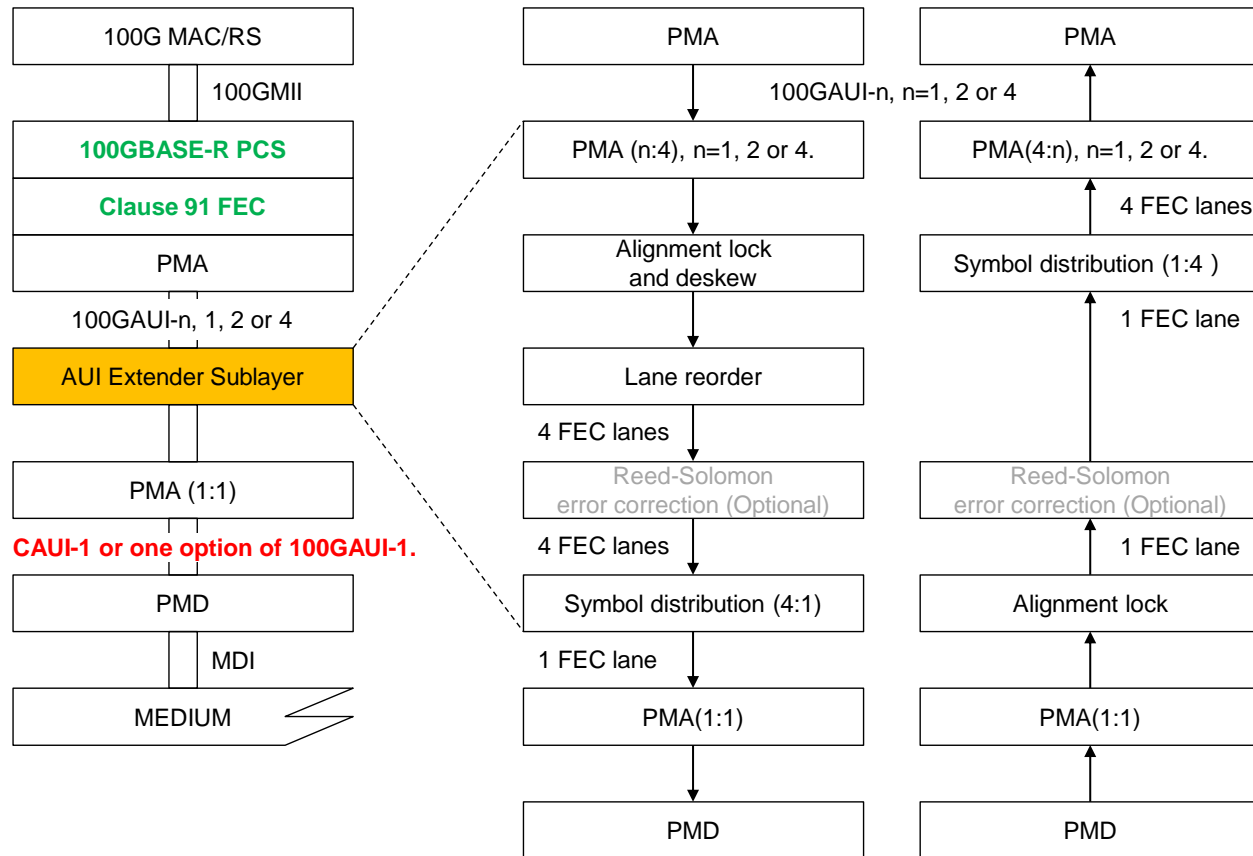 100G MAC/RS
100GMII
100GBASE-R PCS
Clause 91 FEC
PMA
100GAUI-n, 1, 2 or 4
AUI Extender Sublayer
PMA (1:1)
CAUI-1 or one option of 100GAUI-1.
PMD
MDI
MEDIUM
PMA
100GAUI-n, n=1, 2 or 4
PMA (n:4), n=1, 2 or 4.
Alignment lock
and deskew
Lane reorder
4 FEC lanes
Reed-Solomon
error correction (Optional)
4 FEC lanes
Symbol distribution (4:1)
1 FEC lane
PMA(1:1)
PMD
PMA
PMA(4:n), n=1, 2 or 4.
4 FEC lanes
Symbol distribution (1:4 )
1 FEC lane
Reed-Solomon
error correction (Optional)
1 FEC lane
Alignment lock
PMA(1:1)
PMD